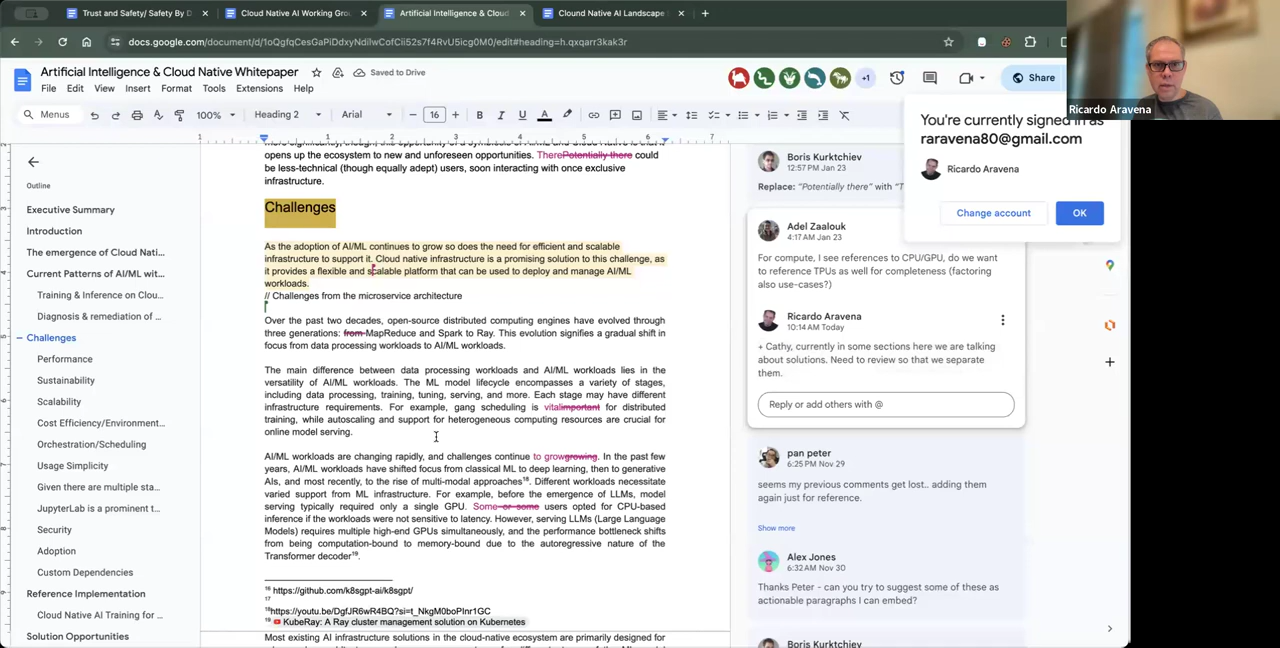 Trust and Safety/ Safety By D
Cloud Native AI Working Gro
Artificial Intelligence & Cloud
Clound Native AI Landscape
docs.google.com/document/d/1oQgfqCesGaPiDdxyNdilwCofCii52s7f4RvU5icg0M0/edit#heading=h.qxqarr3kak3r
Artificial Intelligence & Cloud Native Whitepaper
Saved to Drive
File Edit View Insert Format Tools Extensions Help
+1
Share
Menus
100%
Heading 2
Arial
16
B I U A
Ricardo Aravena
You're currently signed in as
raravena80@gmail.com
Ricardo Aravena
Change account
OK
1 1 2 3 4 5 6 7
Outline
Executive Summary
Introduction
The emergence of Cloud Nati...
Current Patterns of AI/ML wit...
Training & Inference on Clou...
Diagnosis & remediation of ...
Challenges
Performance
Sustainability
Scalability
Cost Efficiency/Environment...
Orchestration/Scheduling
Usage Simplicity
Given there are multiple sta...
JupyterLab is a prominent t...
Security
Adoption
Custom Dependencies
Reference Implementation
Cloud Native AI Training for ...
Solution Opportunities
opens up the ecosystem to new and unforeseen opportunities. TherePotentially there could
be less-technical (though equally adept) users, soon interacting with once exclusive
infrastructure.
Challenges
As the adoption of AI/ML continues to grow so does the need for efficient and scalable
infrastructure to support it. Cloud native infrastructure is a promising solution to this challenge, as
it provides a flexible and scalable platform that can be used to deploy and manage AI/ML
workloads.
// Challenges from the microservice architecture
Over the past two decades, open-source distributed computing engines have evolved through
three generations: from MapReduce and Spark to Ray. This evolution signifies a gradual shift in
focus from data processing workloads to AI/ML workloads.
The main difference between data processing workloads and AI/ML workloads lies in the
versatility of AI/ML workloads. The ML model lifecycle encompasses a variety of stages,
including data processing, training, tuning, serving, and more. Each stage may have different
infrastructure requirements. For example, gang scheduling is vitalimportant for distributed
training, while autoscaling and support for heterogeneous computing resources are crucial for
online model serving.
AI/ML workloads are changing rapidly, and challenges continue to growgrowing. In the past few
years, AI/ML workloads have shifted focus from classical ML to deep learning, then to generative
AIs, and most recently, to the rise of multi-modal approaches18. Different workloads necessitate
varied support from ML infrastructure. For example, before the emergence of LLMs, model
serving typically required only a single GPU. Some or some users opted for CPU-based
inference if the workloads were not sensitive to latency. However, serving LLMs (Large Language
Models) requires multiple high-end GPUs simultaneously, and the performance bottleneck shifts
from being computation-bound to memory-bound due to the autoregressive nature of the
Transformer decoder19.
16 https://github.com/k8sgpt-ai/k8sgpt/
17
18https://youtu.be/DgfJR6wR4BQ?si=t_NkgM0boPInr1GC
19 KubeRay: A Ray cluster management solution on Kubernetes
Most existing AI infrastructure solutions in the cloud-native ecosystem are primarily designed for
Boris Kurktchiev
12:57 PM Jan 23
Replace: "Potentially there" with "T
Adel Zaalouk
4:17 AM Jan 23
For compute, I see references to CPU/GPU, do we want
to reference TPUs as well for completeness (factoring
also use-cases?)
Ricardo Aravena
10:14 AM Today
+ Cathy, currently in some sections here we are talking
about solutions. Need to review so that we separate
them.
Reply or add others with @
pan peter
6:25 PM Nov 29
seems my previous comments get lost.. adding them
again just for reference.
Show more
Alex Jones
6:32 AM Nov 30
Thanks Peter - can you try to suggest some of these as
actionable paragraphs I can embed?
Boris Kurktchiev